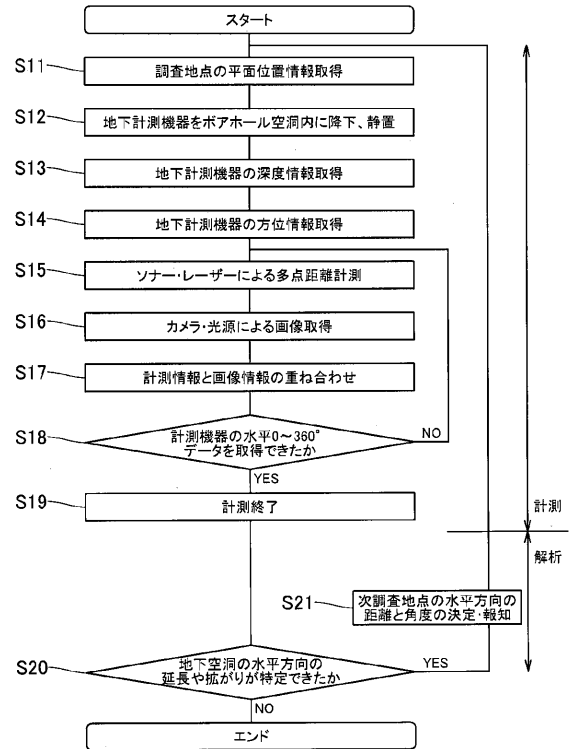 スタート
S11
調査地点の平面位置情報取得
S12
地下計測機器をボアホール空洞内に降下、静置
S13
地下計測機器の深度情報取得
S14
地下計測機器の方位情報取得
S15
ソナー・レーザーによる多点距離計測
S16
カメラ・光源による画像取得
S17
計測情報と画像情報の重ね合わせ
S18
計測機器の水平0～360°
データを取得できたか
NO
YES
S19
計測終了
計測
解析
S21
次調査地点の水平方向の
距離と角度の決定・報知
S20
地下空洞の水平方向の
延長や拡がりが特定できたか
YES
NO
エンド